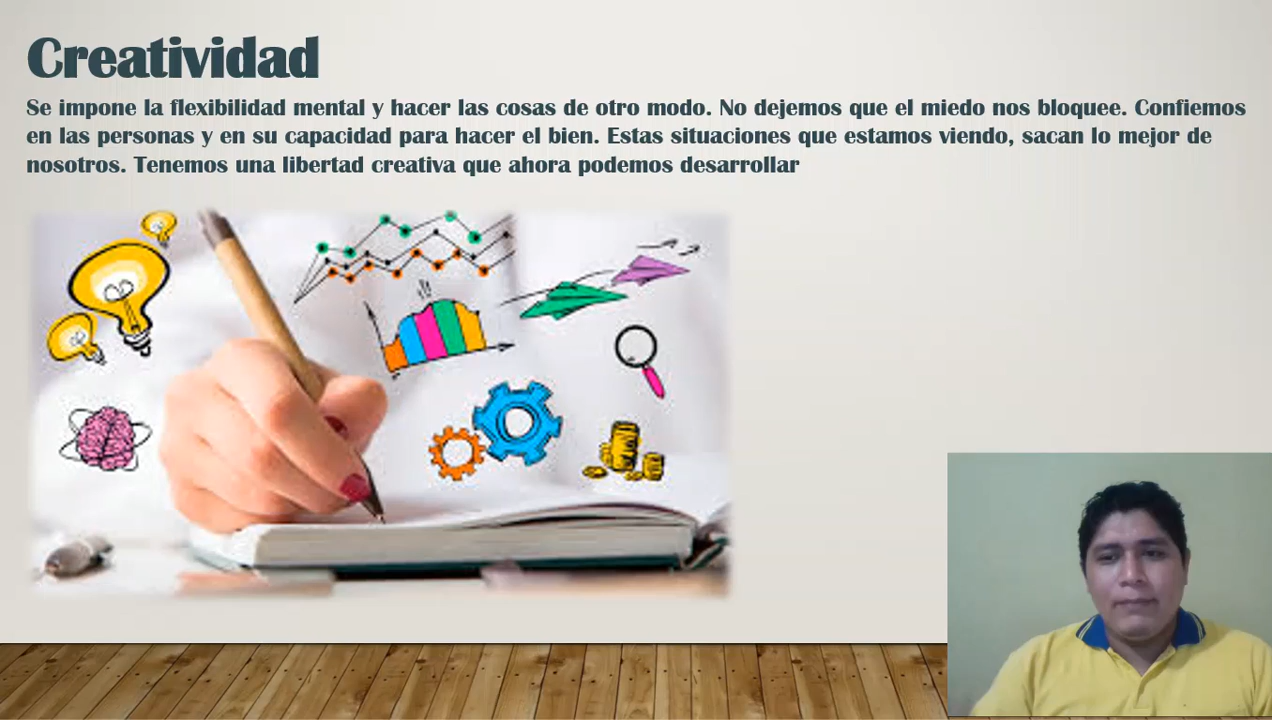 Creatividad
Se impone la flexibilidad mental y hacer las cosas de otro modo. No dejemos que el miedo nos bloquee. Confiemos
en las personas y en su capacidad para hacer el bien. Estas situaciones que estamos viendo, sacan lo mejor de
nosotros. Tenemos una libertad creativa que ahora podemos desarrollar